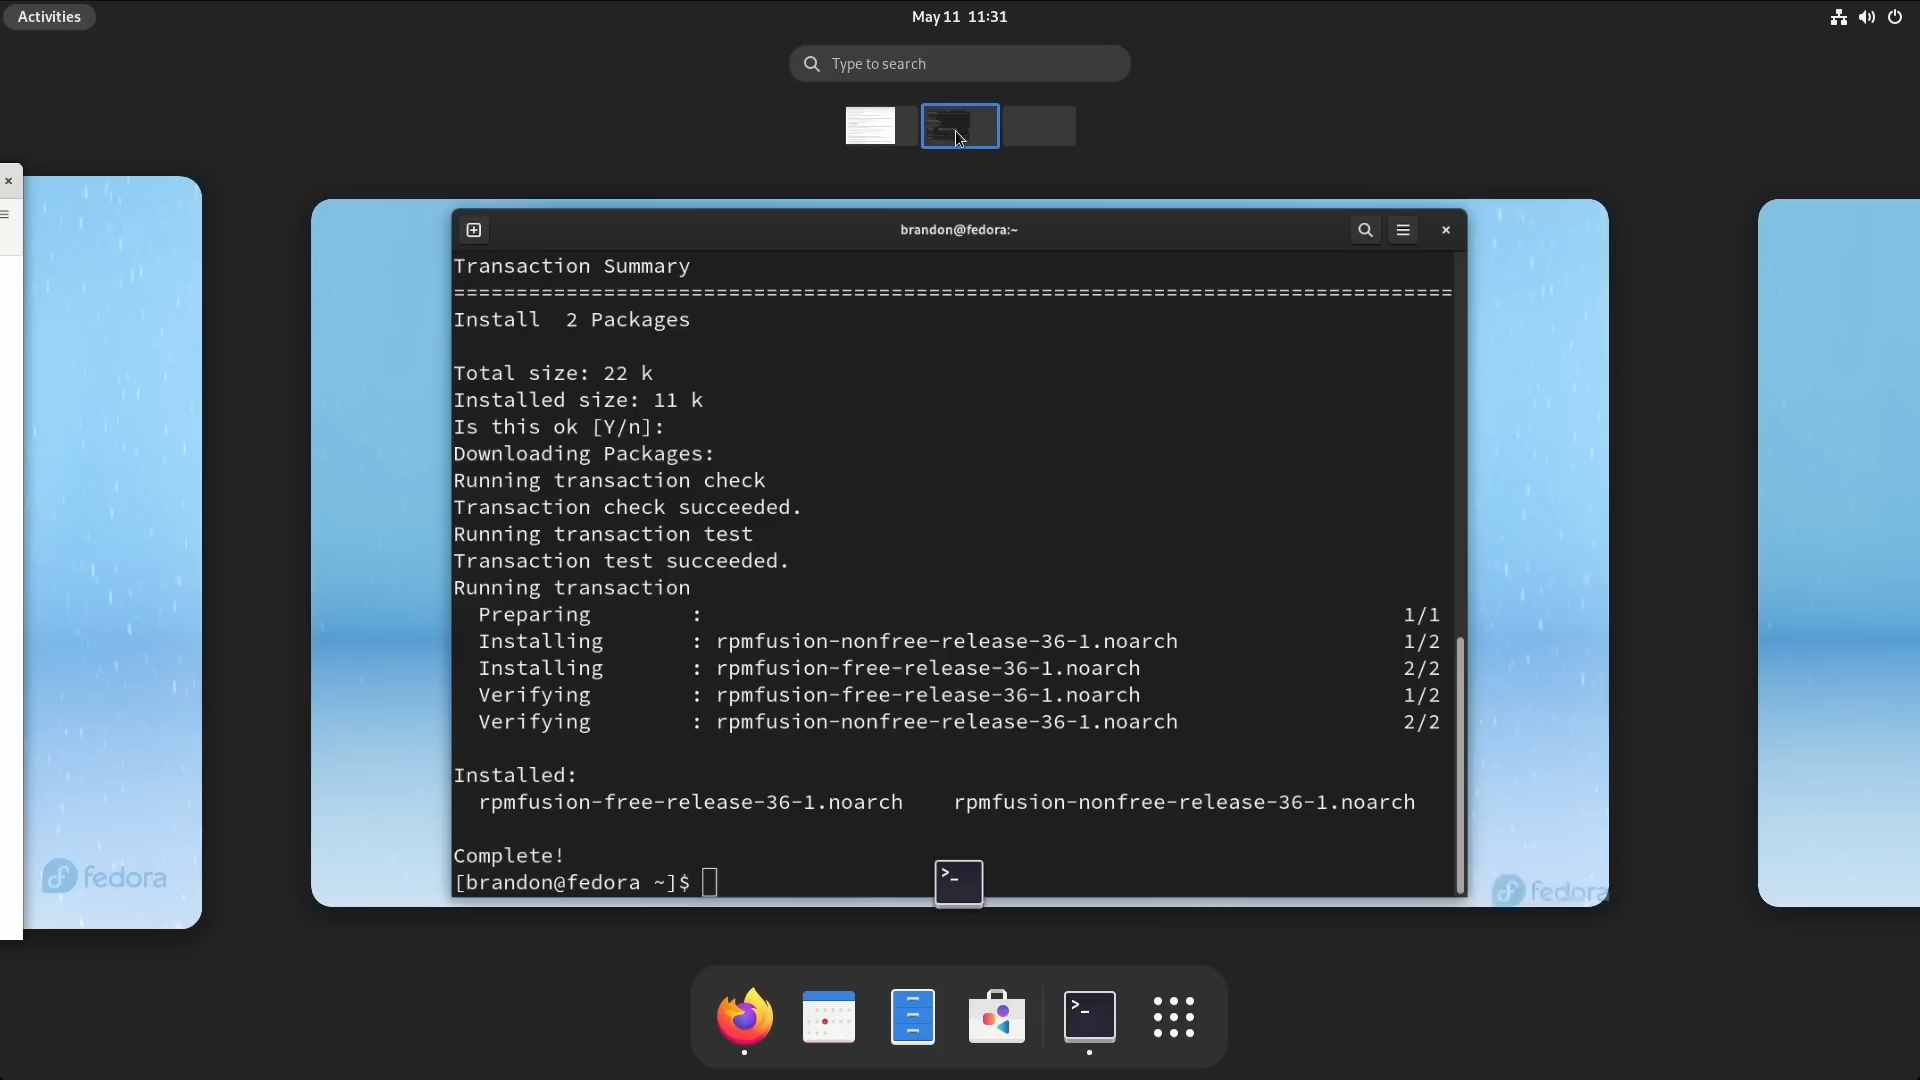 Activities
May 11 11:31
Type to search
brandon@fedora:~
Transaction Summary
================================================================================
Install  2 Packages
Total size: 22 k
Installed size: 11 k
Is this ok [Y/n]:
Downloading Packages:
Running transaction check
Transaction check succeeded.
Running transaction test
Transaction test succeeded.
Running transaction
Preparing        :                                                         1/1
Installing       : rpmfusion-nonfree-release-36-1.noarch                   1/2
Installing       : rpmfusion-free-release-36-1.noarch                      2/2
Verifying        : rpmfusion-free-release-36-1.noarch                      1/2
Verifying        : rpmfusion-nonfree-release-36-1.noarch                   2/2
Installed:
rpmfusion-free-release-36-1.noarch    rpmfusion-nonfree-release-36-1.noarch
Complete!
[brandon@fedora ~]$
fedora
fedora